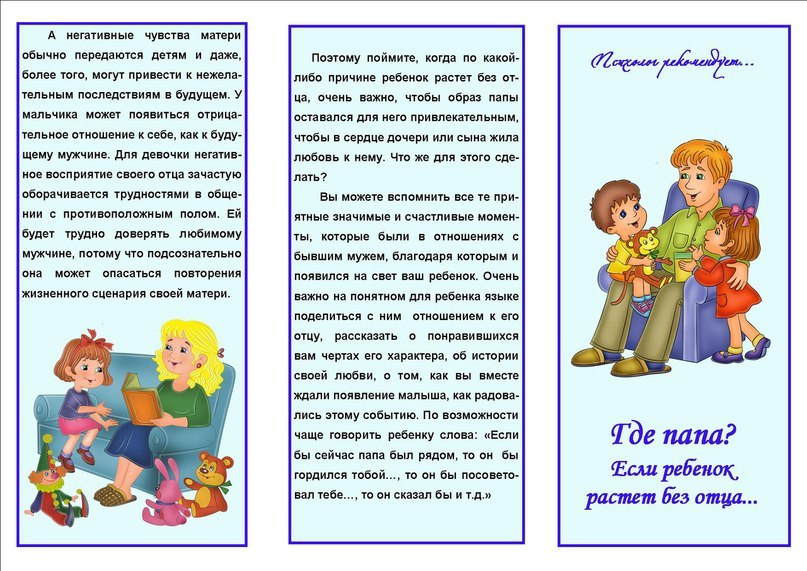 А негативные чувства матери
обычно передаются детям и даже,
более того, могут привести к нежела-
тельным последствиям в будущем. У
мальчика может появиться отрица-
тельное отношение к себе, как к буду-
щему мужчине. Для девочки негатив-
ное восприятие своего отца зачастую
оборачивается трудностями в обще-
нии с противоположным полом. Ей
будет трудно доверять любимому
мужчине, потому что подсознательно
она может опасаться повторения
жизненного сценария своей матери.
Поэтому поймите, когда по какой-
либо причине ребенок растет без от-
ца, очень важно, чтобы образ папы
оставался для него привлекательным,
чтобы в сердце дочери или сына жила
любовь к нему. Что же для этого сде-
лать?
Вы можете вспомнить все те при-
ятные значимые и счастливые момен-
ты, которые были в отношениях с
бывшим мужем, благодаря которым и
появился на свет ваш ребенок. Очень
важно на понятном для ребенка языке
поделиться с ним отношением к его
отцу, рассказать о понравившихся
вам чертах его характера, об истории
своей любви, о том, как вы вместе
ждали появление малыша, как радова-
лись этому событию. По возможности
чаще говорить ребенку слова: «Если
бы сейчас папа был рядом, то он бы
гордился тобой…, то он бы посовето-
вал тебе…, то он сказал бы и т.д.»
Психолог рекомендует...
Где папа?
Если ребенок
растет без отца...